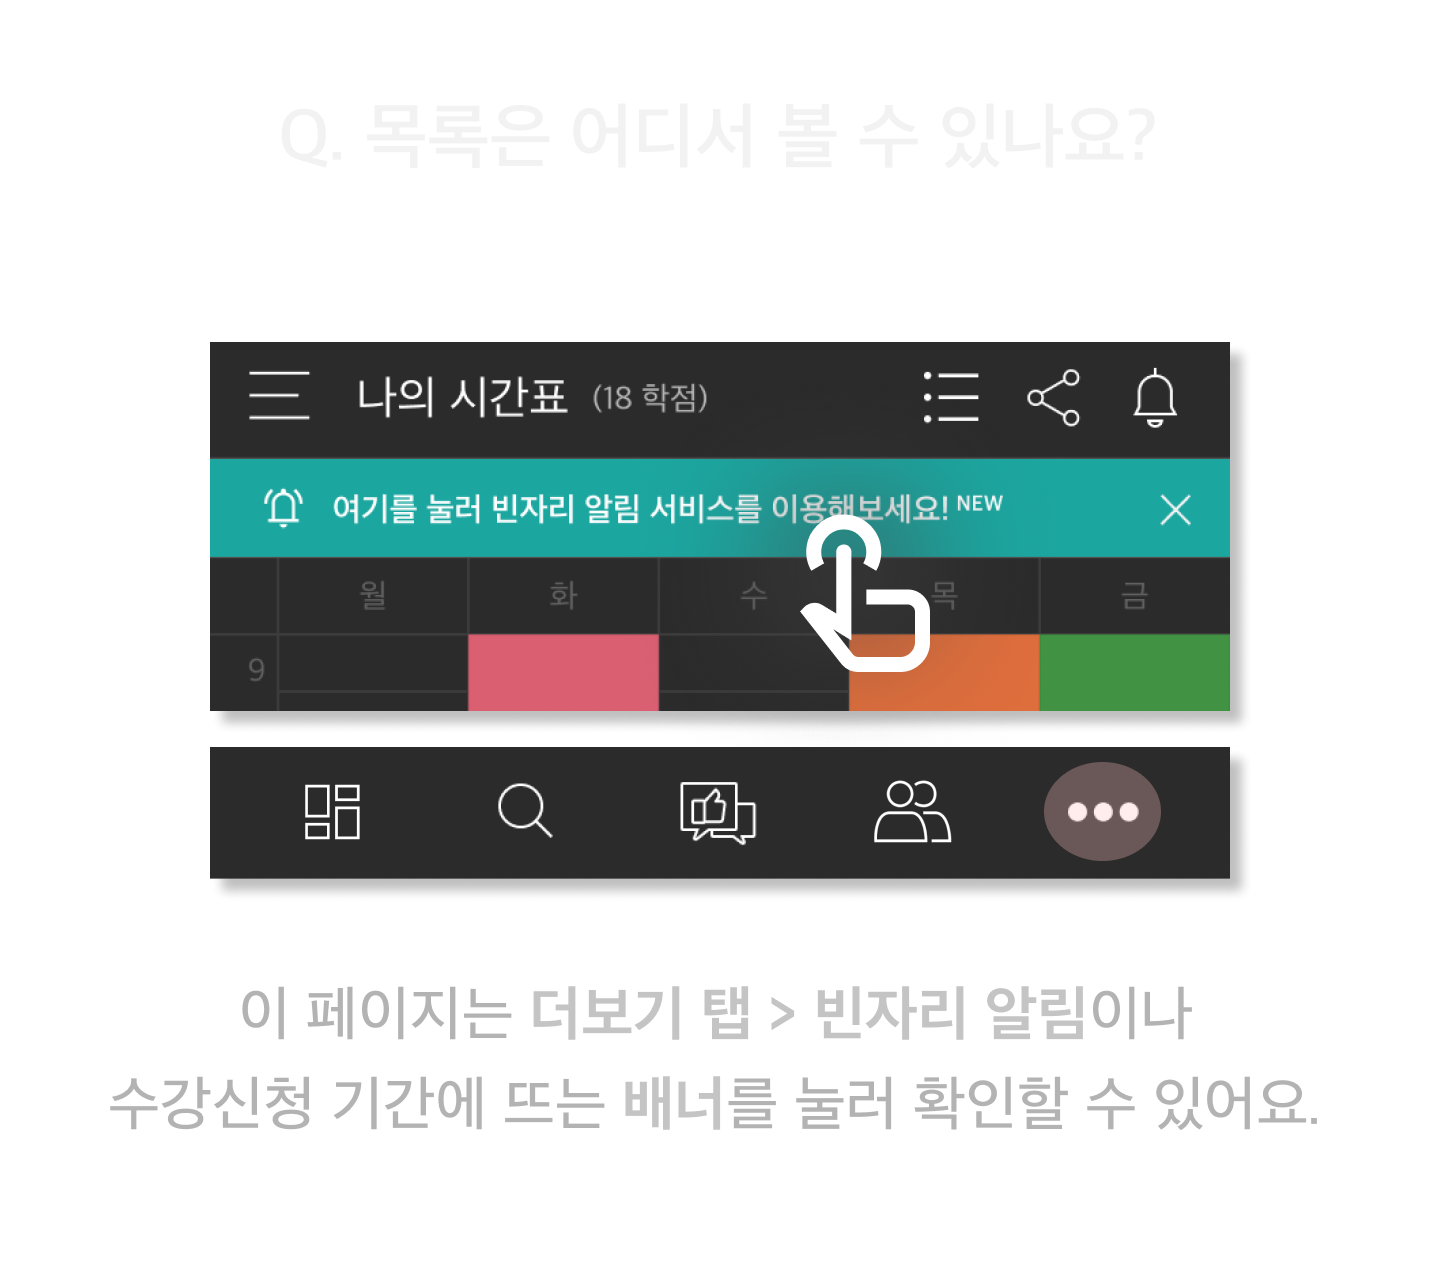 Q. 목록은 어디서 볼 수 있나요?
나의 시간표 (18 학점)
여기를 눌러 빈자리 알림 서비스를 이용해보세요! NEW
월 화 수 목 금
9
이 페이지는 더보기 탭 > 빈자리 알림이나
수강신청 기간에 뜨는 배너를 눌러 확인할 수 있어요.